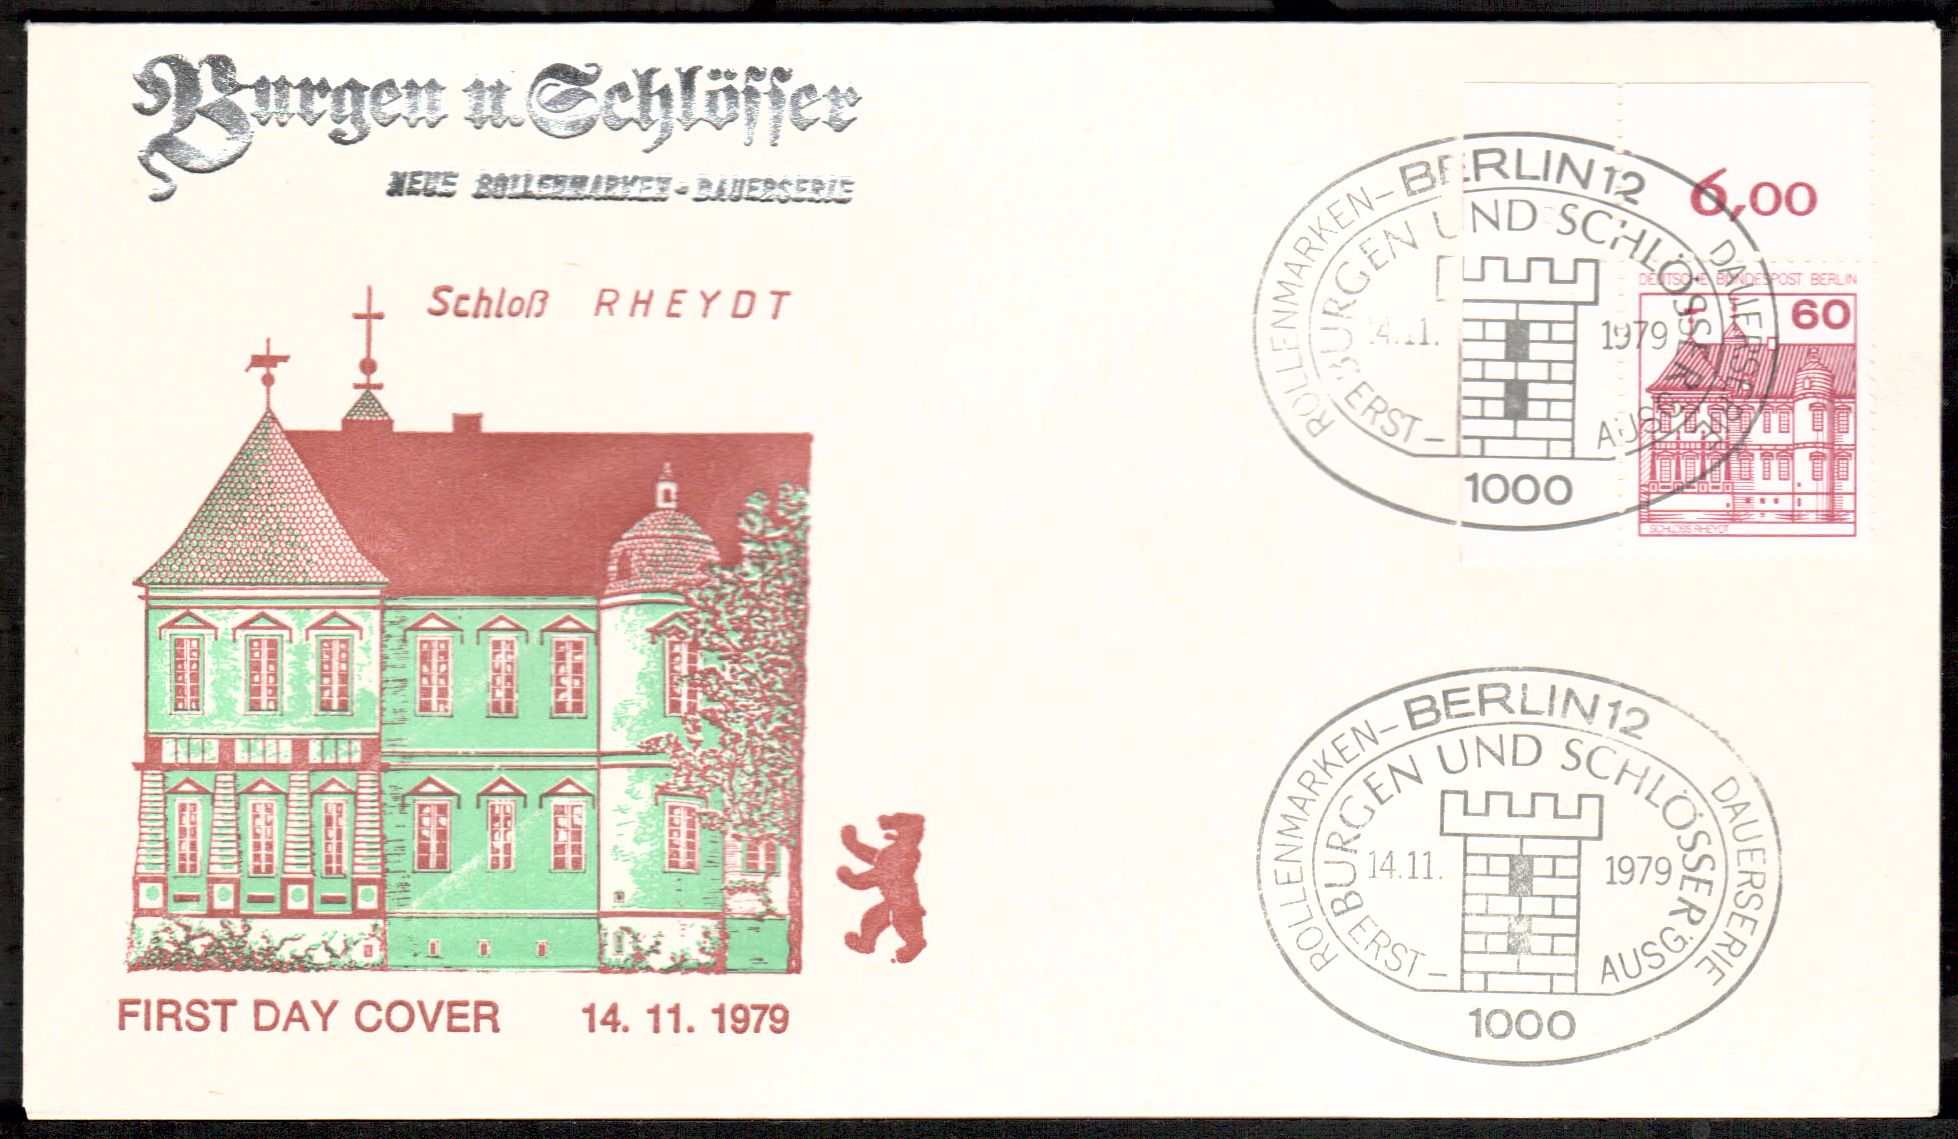 Burgen u. Schlösser
NEUE ROLLENMARKEN-DAUERSERIE
Schloß RHEYDT
FIRST DAY COVER 14. 11. 1979
6,00
DEUTSCHE BUNDESPOST BERLIN
60
SCHLOSS RHEYDT
ROLLENMARKEN- BERLIN 12 DAUERSERIE
BURGEN UND SCHLÖSSER
14.11. 1979
ERST- AUSG.
1000
ROLLENMARKEN- BERLIN 12 DAUERSERIE
BURGEN UND SCHLÖSSER
14.11. 1979
ERST- AUSG.
1000